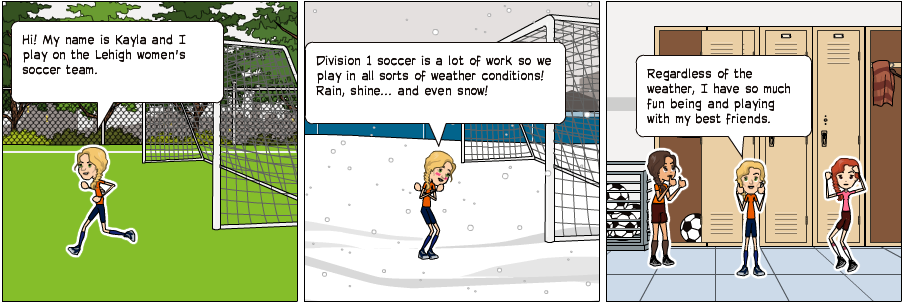 Hi! My name is Kayla and I
play on the Lehigh women's
soccer team.
Division 1 soccer is a lot of work so we
play in all sorts of weather conditions!
Rain, shine... and even snow!
Regardless of the
weather, I have so much
fun being and playing
with my best friends.